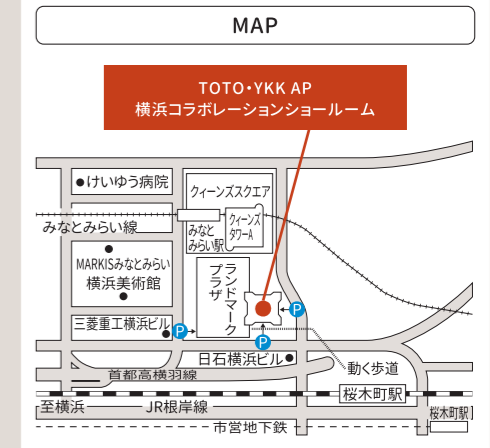 MAP
TOTO・YKK AP
横浜コラボレーションショールーム
けいゆう病院
クィーンズスクエア
みなとみらい線
みなと
みらい駅
クィーンズ
タワーA
MARKISみなとみらい
横浜美術館
ランドマーク
プラザ
三菱重工横浜ビル
P
P
P
日石横浜ビル
動く歩道
首都高横羽線
桜木町駅
至横浜
JR根岸線
桜木町駅
市営地下鉄